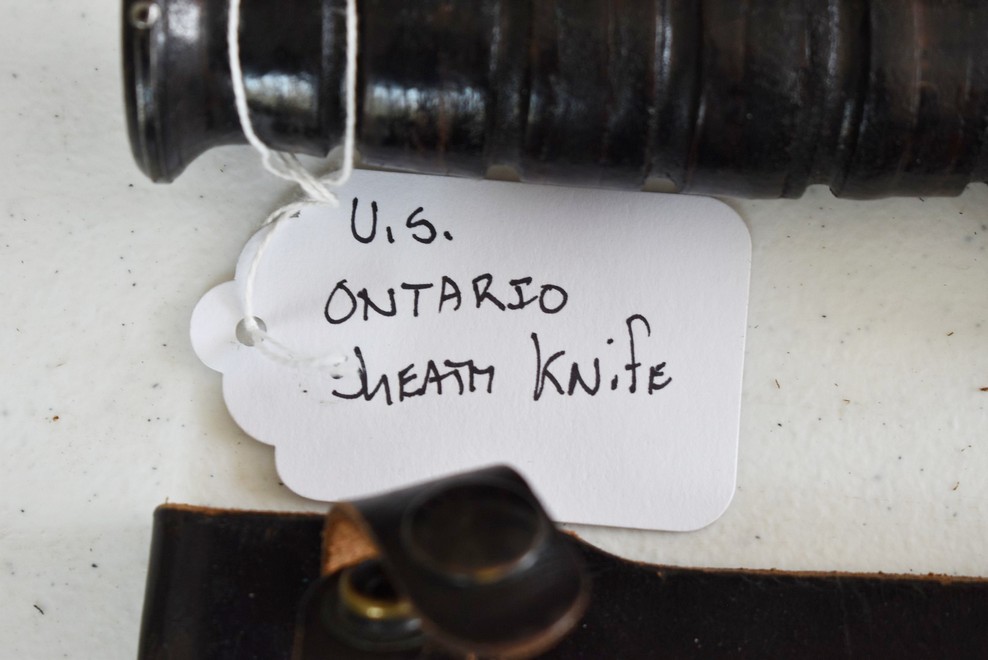 U.S.
ONTARIO
SHEATH KNifE